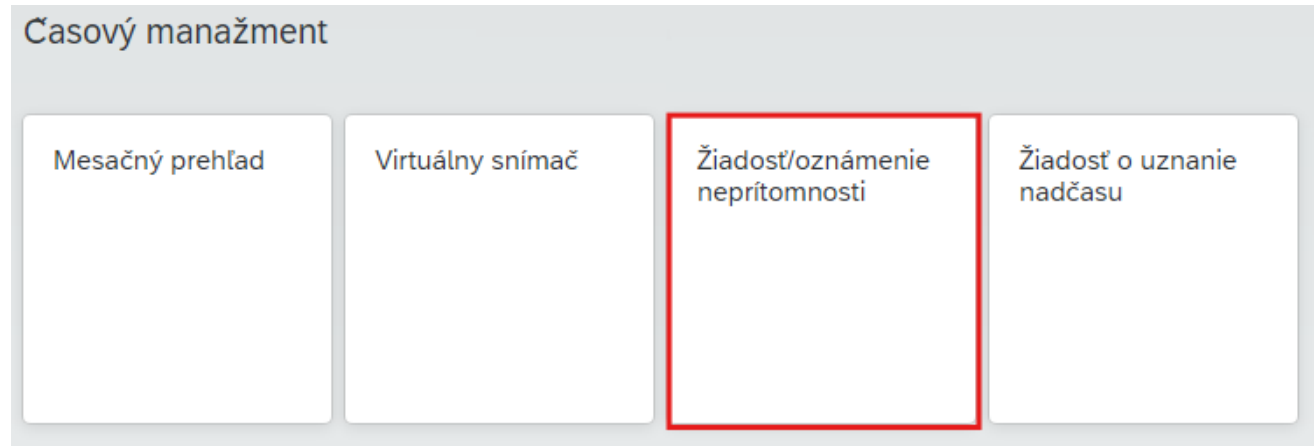 Časový manažment
Mesačný prehľad
Virtuálny snímač
Žiadosť/oznámenie
neprítomnosti
Žiadosť o uznanie
nadčasu